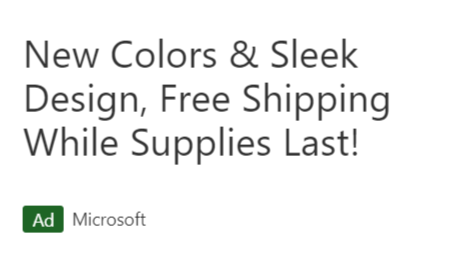 New Colors & Sleek
Design, Free Shipping
While Supplies Last!
Ad Microsoft